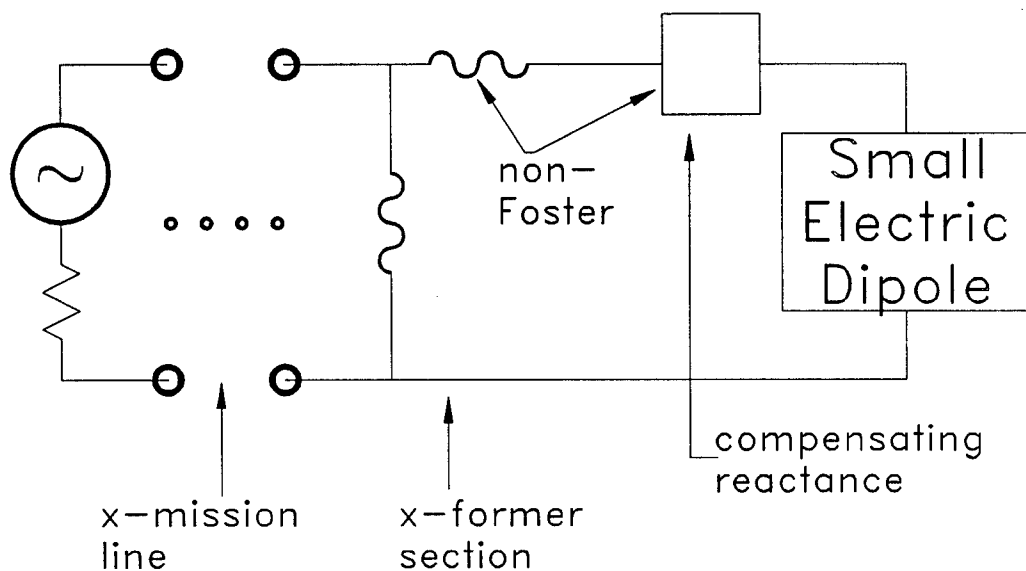 non-
Foster
Small
Electric
Dipole
compensating
reactance
x-mission
line
x-former
section